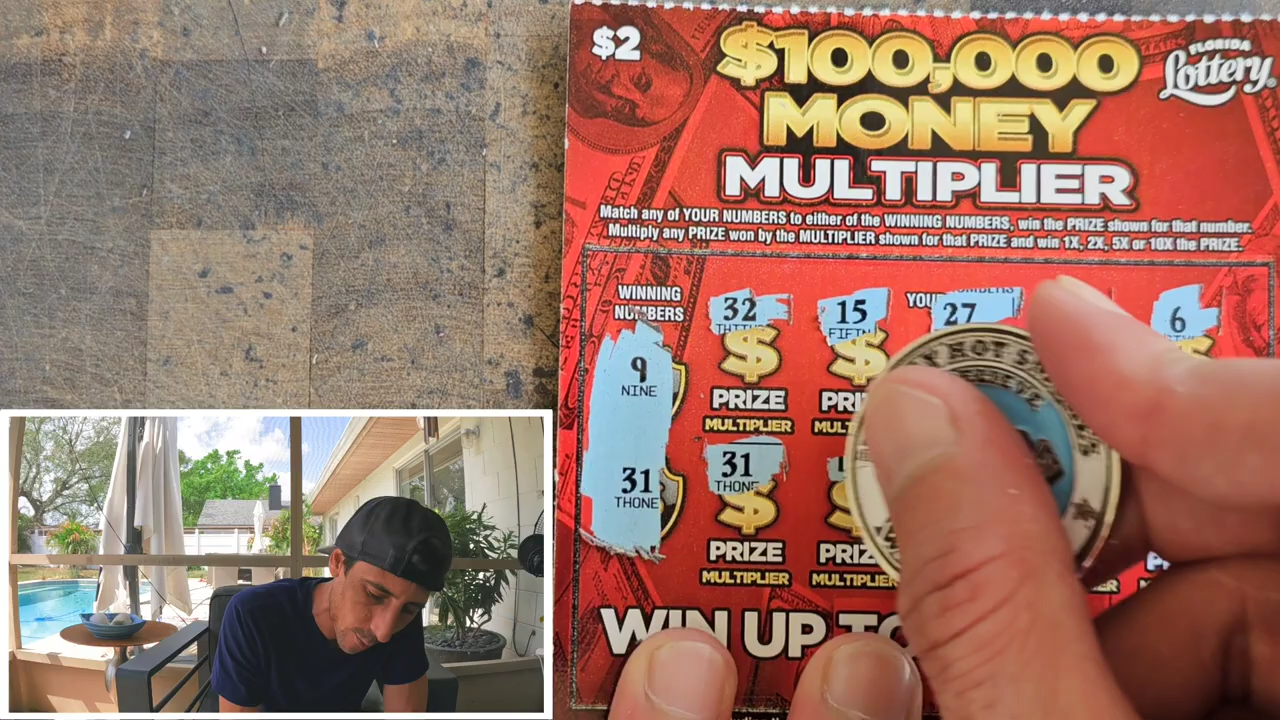 $2
$100,000
MONEY
MULTIPLIER
FLORIDA
Lottery
Match any of YOUR NUMBERS to either of the WINNING NUMBERS, win the PRIZE shown for that number.
Multiply any PRIZE won by the MULTIPLIER shown for that PRIZE and win 1X, 2X, 5X or 10X the PRIZE.
WINNING
NUMBERS
32
15
27
6
9
NINE
PRIZE
MULTIPLIER
31
THONE
31
THONE
PRIZE
MULTIPLIER
MULTIPLIER
WIN UP TO